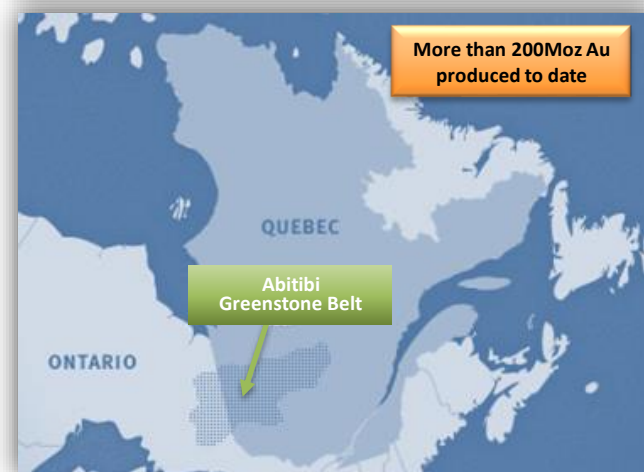 More than 200Moz Au
produced to date
QUEBEC
Abitibi
Greenstone Belt
ONTARIO